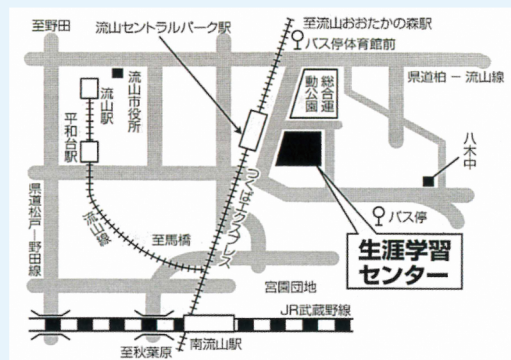 至野田
流山セントラルパーク駅
至流山おおたかの森駅
バス停体育館前
県道柏ー流山線
総合運
動公園
流山駅
流山市役所
平和台駅
八木中
つくばエクスプレス
県道松戸ー野田線
流山線
至馬橋
バス停
生涯学習
センター
宮園団地
JR武蔵野線
南流山駅
至秋葉原